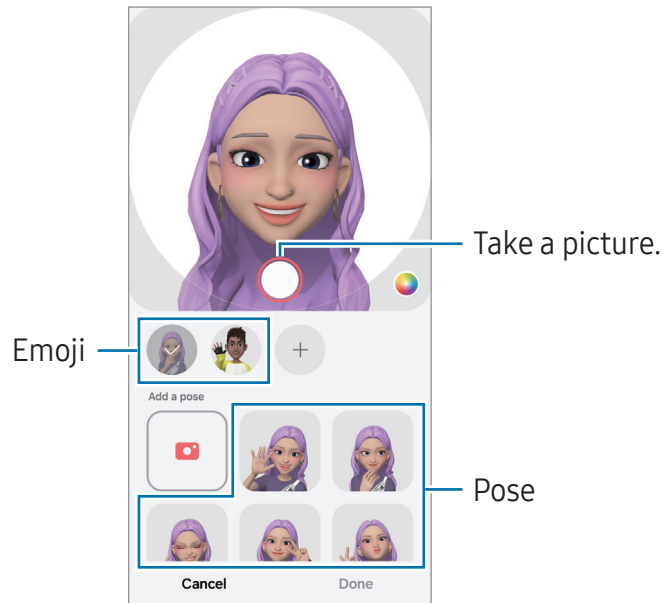 Take a picture.
Emoji
Add a pose
Pose
Cancel
Done